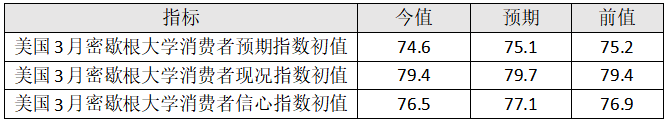 指标 今值 预期 前值
美国3月密歇根大学消费者预期指数初值 74.6 75.1 75.2
美国3月密歇根大学消费者现况指数初值 79.4 79.7 79.4
美国3月密歇根大学消费者信心指数初值 76.5 77.1 76.9